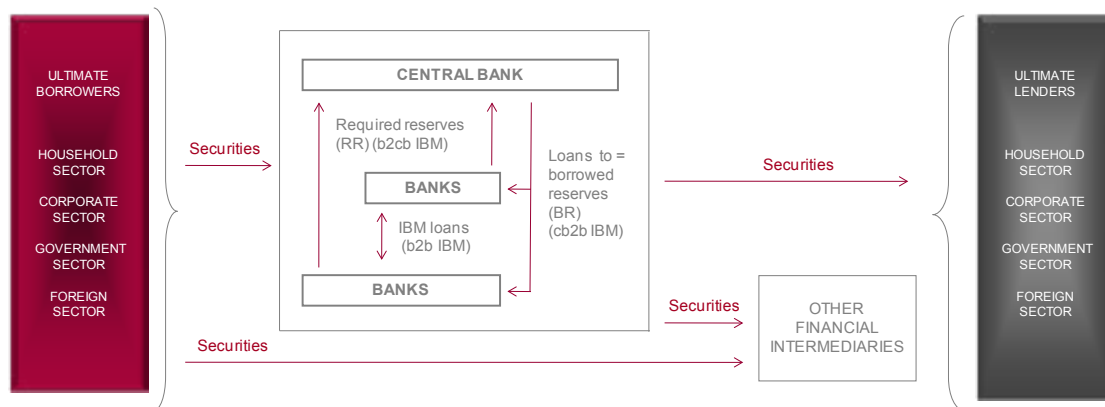 ULTIMATE
BORROWERS
HOUSEHOLD
SECTOR
CORPORATE
SECTOR
GOVERNMENT
SECTOR
FOREIGN
SECTOR
Securities
CENTRAL BANK
Required reserves
(RR) (b2cb IBM)
BANKS
IBM loans
(b2b IBM)
BANKS
Loans to =
borrowed
reserves
(BR)
(cb2b IBM)
Securities
Securities
Securities
OTHER
FINANCIAL
INTERMEDIARIES
ULTIMATE
LENDERS
HOUSEHOLD
SECTOR
CORPORATE
SECTOR
GOVERNMENT
SECTOR
FOREIGN
SECTOR